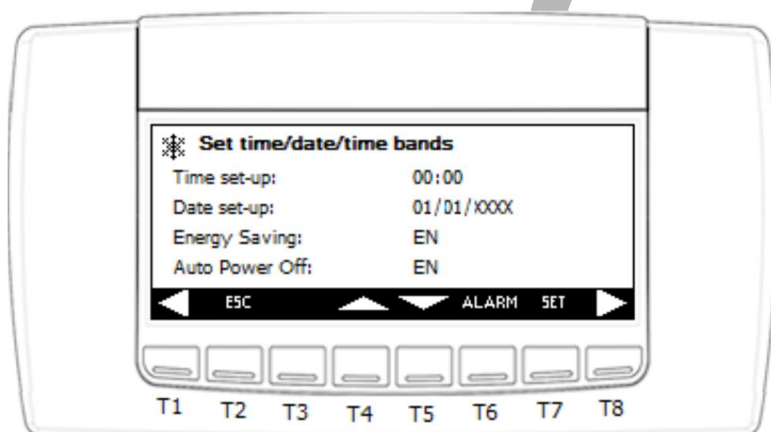 Set time/date/time bands
Time set-up: 00:00
Date set-up: 01/01/XXXX
Energy Saving: EN
Auto Power Off: EN
ESC ALARM SET
T1 T2 T3 T4 T5 T6 T7 T8